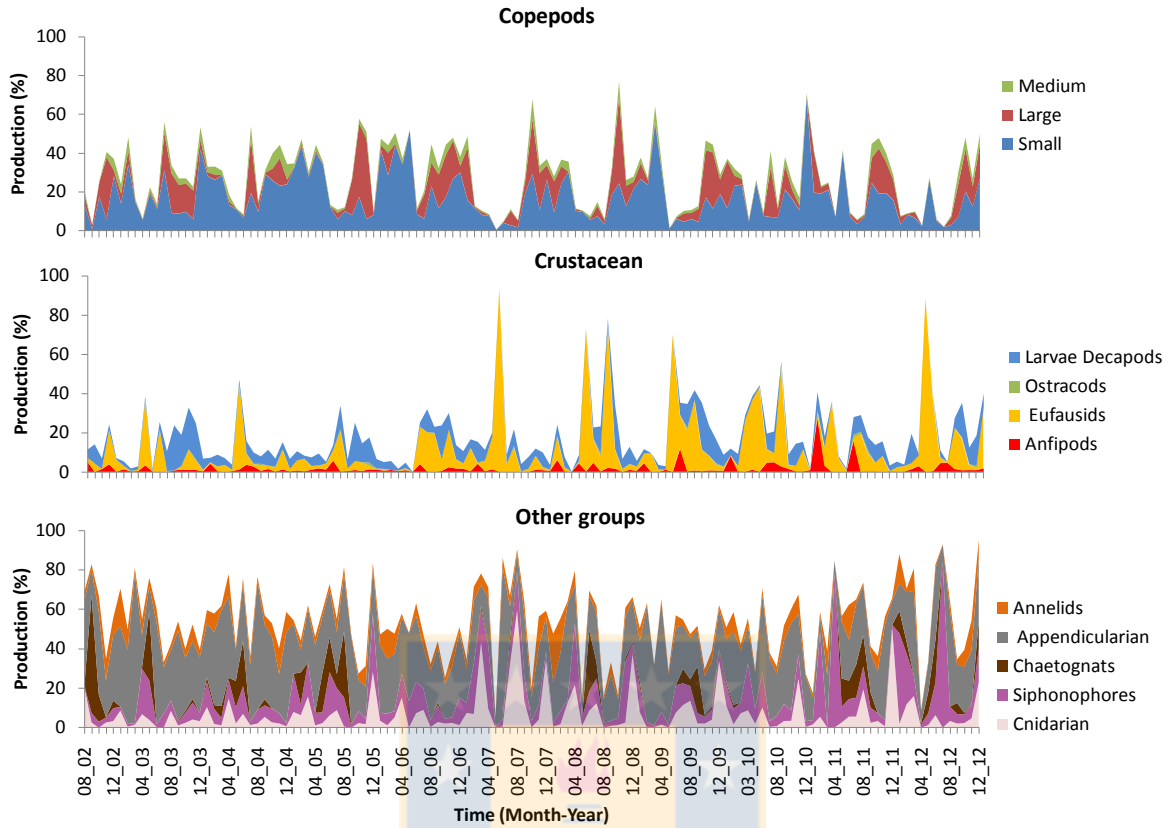 Copepods
Production (%)
100
80
60
40
20
0
Medium
Large
Small
Crustacean
Production (%)
100
80
60
40
20
0
Larvae Decapods
Ostracods
Eufausids
Anfipods
Other groups
Production (%)
100
80
60
40
20
0
Annelids
Appendicularian
Chaetognats
Siphonophores
Cnidarian
08_02
12_02
04_03
08_03
12_03
04_04
08_04
12_04
04_05
08_05
12_05
04_06
08_06
12_06
04_07
08_07
12_07
04_08
08_08
12_08
04_09
08_09
12_09
03_10
08_10
12_10
04_11
08_11
12_11
04_12
08_12
12_12
Time (Month-Year)